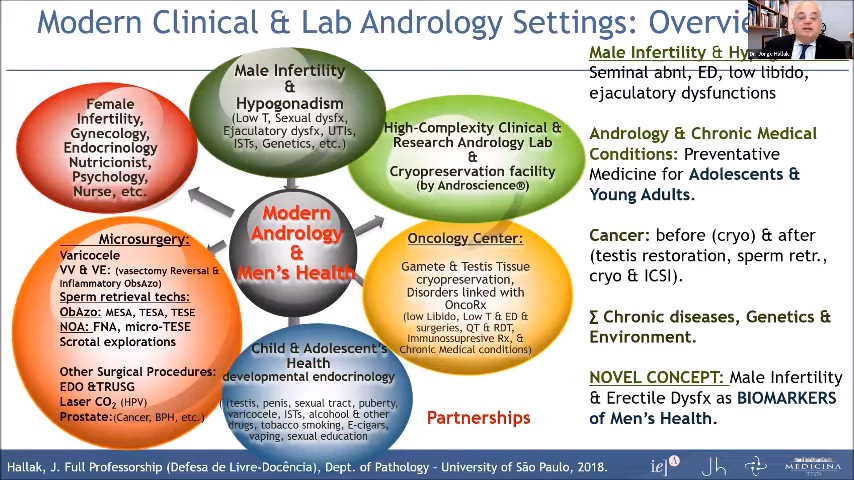 Modern Clinical & Lab Andrology Settings: Overvie
Dr. Jorge Hallak
Female
Infertility,
Gynecology,
Endocrinology
Nutricionist,
Psychology,
Nurse, etc.
Male Infertility
&
Hypogonadism
(Low T, Sexual dysfx,
Ejaculatory dysfx, UTIs,
ISTs, Genetics, etc.)
High-Complexity Clinical &
Research Andrology Lab
&
Cryopreservation facility
(by Androscience®)
Modern
Andrology
&
Men's Health
Microsurgery:
Varicocele
VV & VE: (vasectomy Reversal &
Inflammatory ObsAzo)
Sperm retrieval techs:
ObAzo: MESA, TESA, TESE
NOA: FNA, micro-TESE
Scrotal explorations
Other Surgical Procedures:
EDO &TRUSG
Laser CO2 (HPV)
Prostate:(Cancer, BPH, etc.)
Oncology Center:
Gamete & Testis Tissue
cryopreservation,
Disorders linked with
OncoRx
(low Libido, Low T & ED &
surgeries, QT & RDT,
Immunossupresive Rx, &
Chronic Medical conditions)
Child & Adolescent's
Health
developmental endocrinology
(testis, penis, sexual tract, puberty,
varicocele, ISTs, alcohol & other
drugs, tobacco smoking, E-cigars,
vaping, sexual education
Partnerships
Male Infertility & Hyp
Seminal abnl, ED, low libido,
ejaculatory dysfunctions
Andrology & Chronic Medical
Conditions: Preventative
Medicine for Adolescents &
Young Adults.
Cancer: before (cryo) & after
(testis restoration, sperm retr.,
cryo & ICSI).
∑ Chronic diseases, Genetics &
Environment.
NOVEL CONCEPT: Male Infertility
& Erectile Dysfx as BIOMARKERS
of Men's Health.
Hallak, J. Full Professorship (Defesa de Livre-Docência), Dept. of Pathology - University of São Paulo, 2018.
iea
Jh
MEDICINA